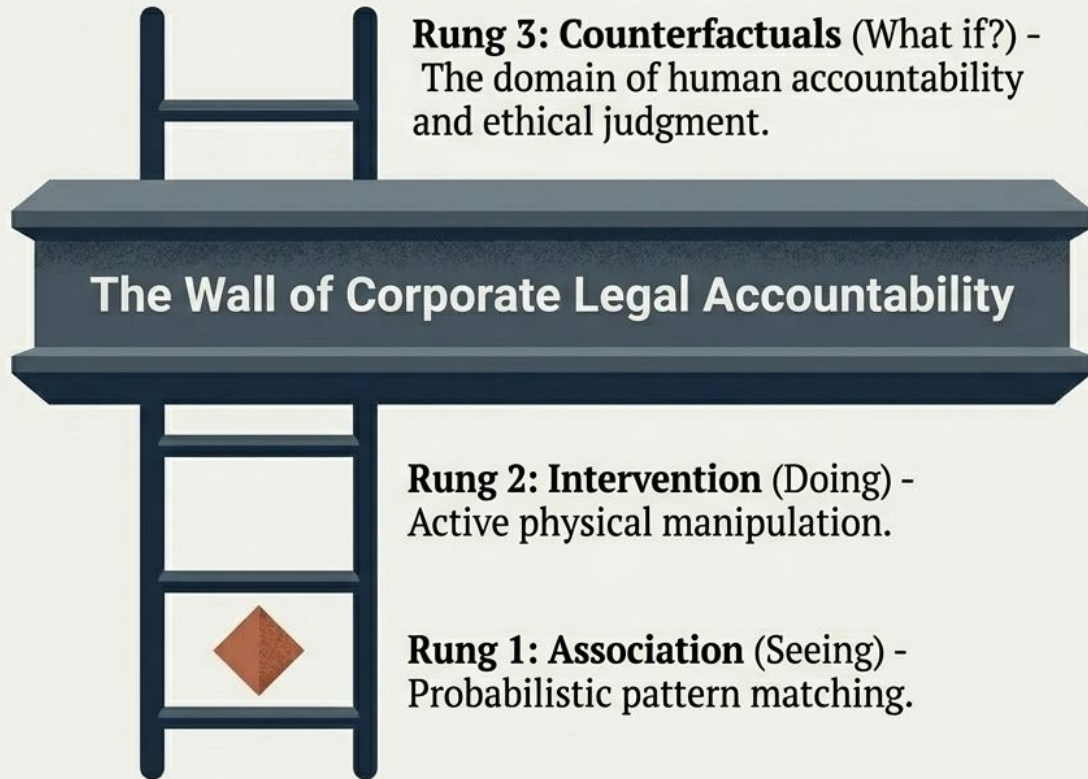 Rung 3: Counterfactuals (What if?) -
The domain of human accountability
and ethical judgment.
The Wall of Corporate Legal Accountability
Rung 2: Intervention (Doing) -
Active physical manipulation.
Rung 1: Association (Seeing) -
Probabilistic pattern matching.